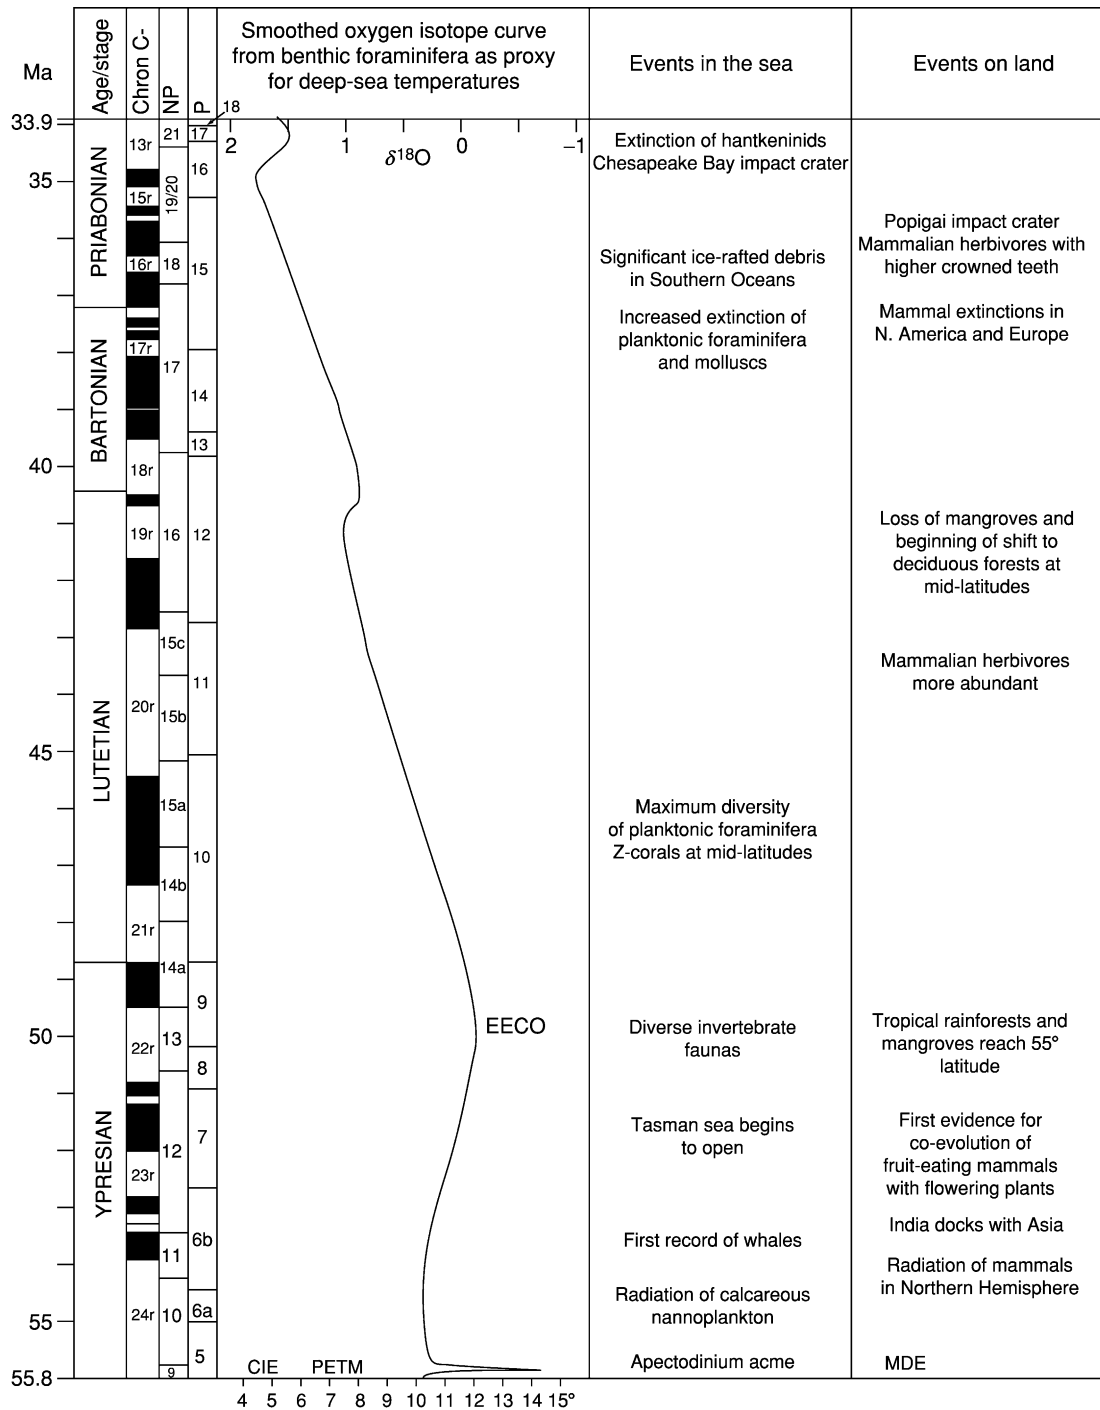 Ma
Age/stage
Chron C-
NP
P
Smoothed oxygen isotope curve
from benthic foraminifera as proxy
for deep-sea temperatures
Events in the sea
Events on land
33.9
35
40
45
50
55
55.8
PRIABONIAN
BARTONIAN
LUTETIAN
YPRESIAN
13r
15r
16r
17r
18r
19r
20r
21r
22r
23r
24r
21
19/20
18
17
16
15c
15b
15a
14b
14a
13
12
11
10
9
18
17
16
15
14
13
12
11
10
9
8
7
6b
6a
5
2
1
0
–1
δ18O
EECO
CIE
PETM
4 5 6 7 8 9 10 11 12 13 14 15°
Extinction of hantkeninids
Chesapeake Bay impact crater
Significant ice-rafted debris
in Southern Oceans
Increased extinction of
planktonic foraminifera
and molluscs
Maximum diversity
of planktonic foraminifera
Z-corals at mid-latitudes
Diverse invertebrate
faunas
Tasman sea begins
to open
First record of whales
Radiation of calcareous
nannoplankton
Apectodinium acme
Popigai impact crater
Mammalian herbivores with
higher crowned teeth
Mammal extinctions in
N. America and Europe
Loss of mangroves and
beginning of shift to
deciduous forests at
mid-latitudes
Mammalian herbivores
more abundant
Tropical rainforests and
mangroves reach 55°
latitude
First evidence for
co-evolution of
fruit-eating mammals
with flowering plants
India docks with Asia
Radiation of mammals
in Northern Hemisphere
MDE